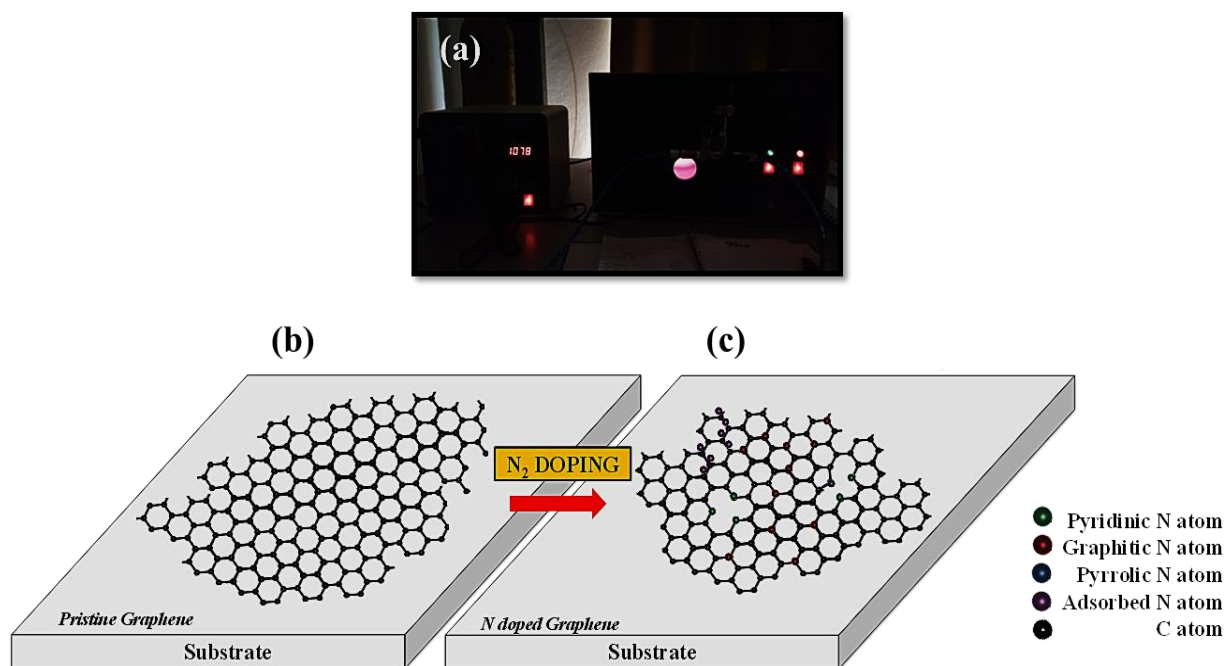 (a)
1078
(b)
(c)
N₂ DOPING
Pyridinic N atom
Graphitic N atom
Pyrrolic N atom
Adsorbed N atom
C atom
Pristine Graphene
N doped Graphene
Substrate
Substrate